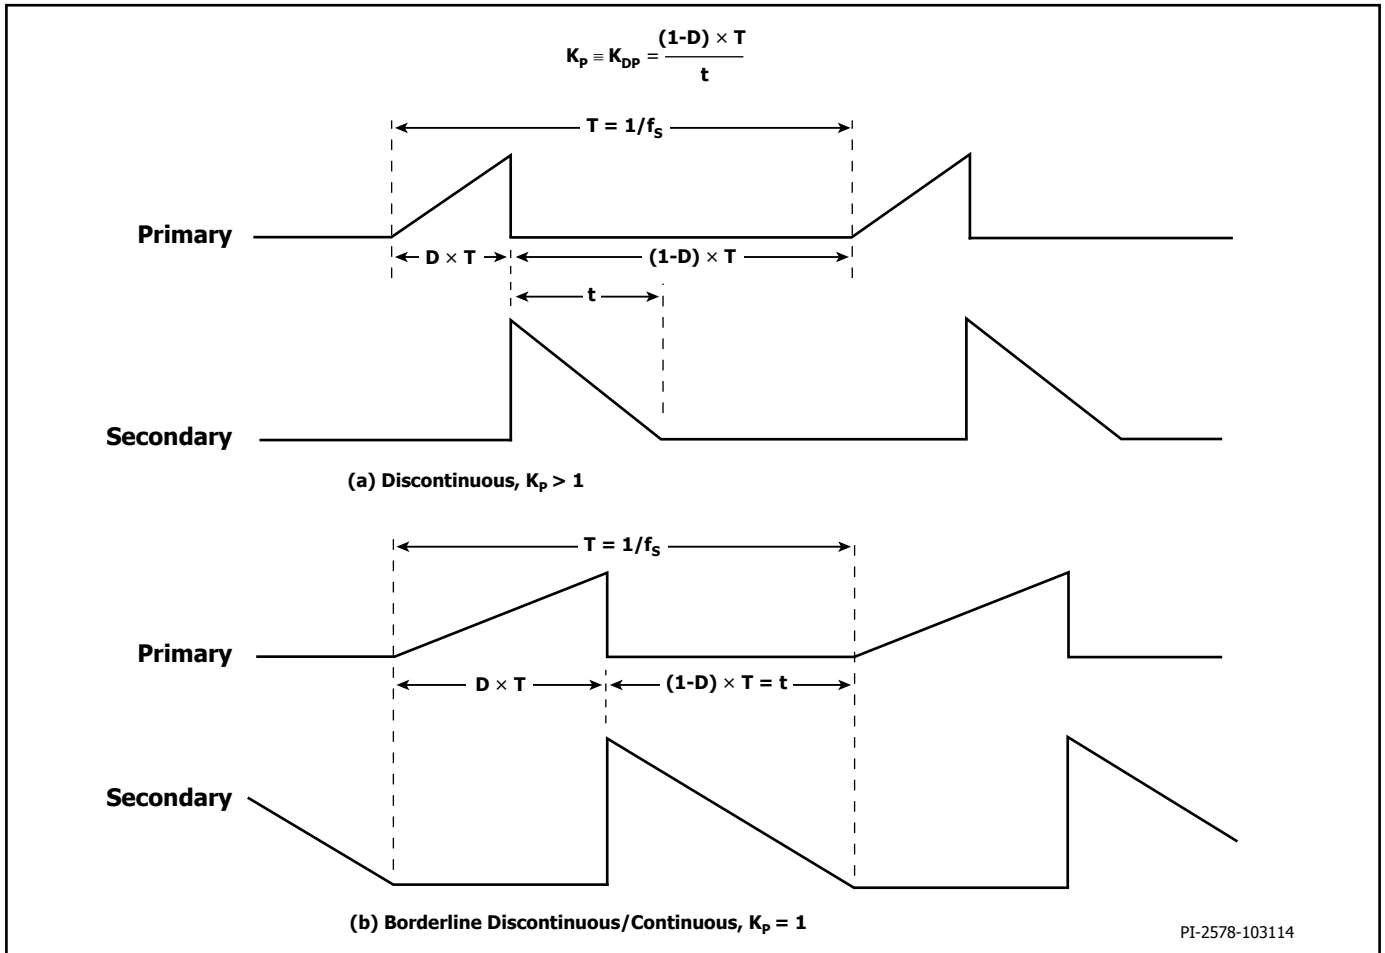 K_P ≡ K_DP = (1-D) × T / t
T = 1/f_S
Primary
D × T
(1-D) × T
t
Secondary
(a) Discontinuous, K_P > 1
T = 1/f_S
Primary
D × T
(1-D) × T = t
Secondary
(b) Borderline Discontinuous/Continuous, K_P = 1
PI-2578-103114